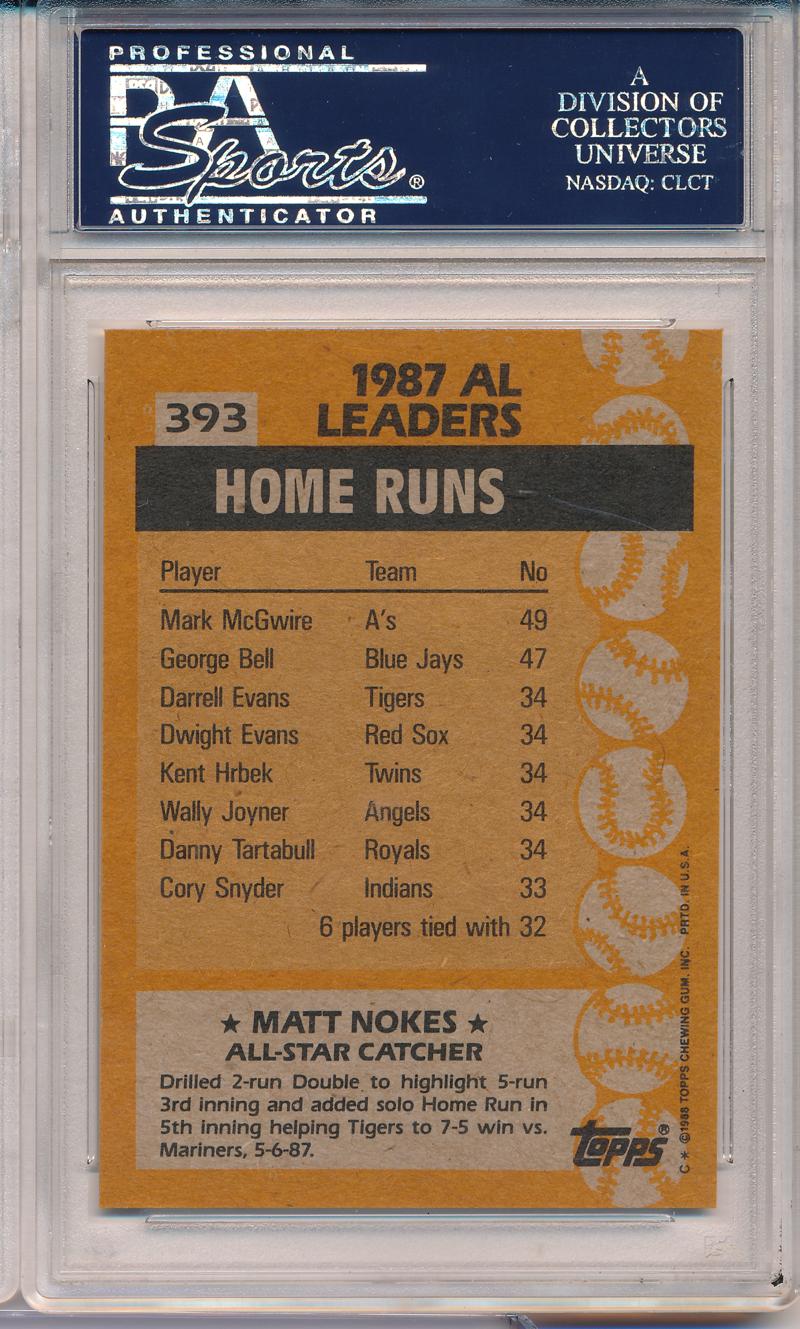 PROFESSIONAL
PSA
Sports®
AUTHENTICATOR
A
DIVISION OF
COLLECTORS
UNIVERSE
NASDAQ: CLCT
393
1987 AL
LEADERS
HOME RUNS
Player Team No
Mark McGwire A's 49
George Bell Blue Jays 47
Darrell Evans Tigers 34
Dwight Evans Red Sox 34
Kent Hrbek Twins 34
Wally Joyner Angels 34
Danny Tartabull Royals 34
Cory Snyder Indians 33
6 players tied with 32
★ MATT NOKES ★
ALL-STAR CATCHER
Drilled 2-run Double to highlight 5-run
3rd inning and added solo Home Run in
5th inning helping Tigers to 7-5 win vs.
Mariners, 5-6-87.
topps®
C * ©1988 TOPPS CHEWING GUM, INC. PRTD. IN U.S.A.